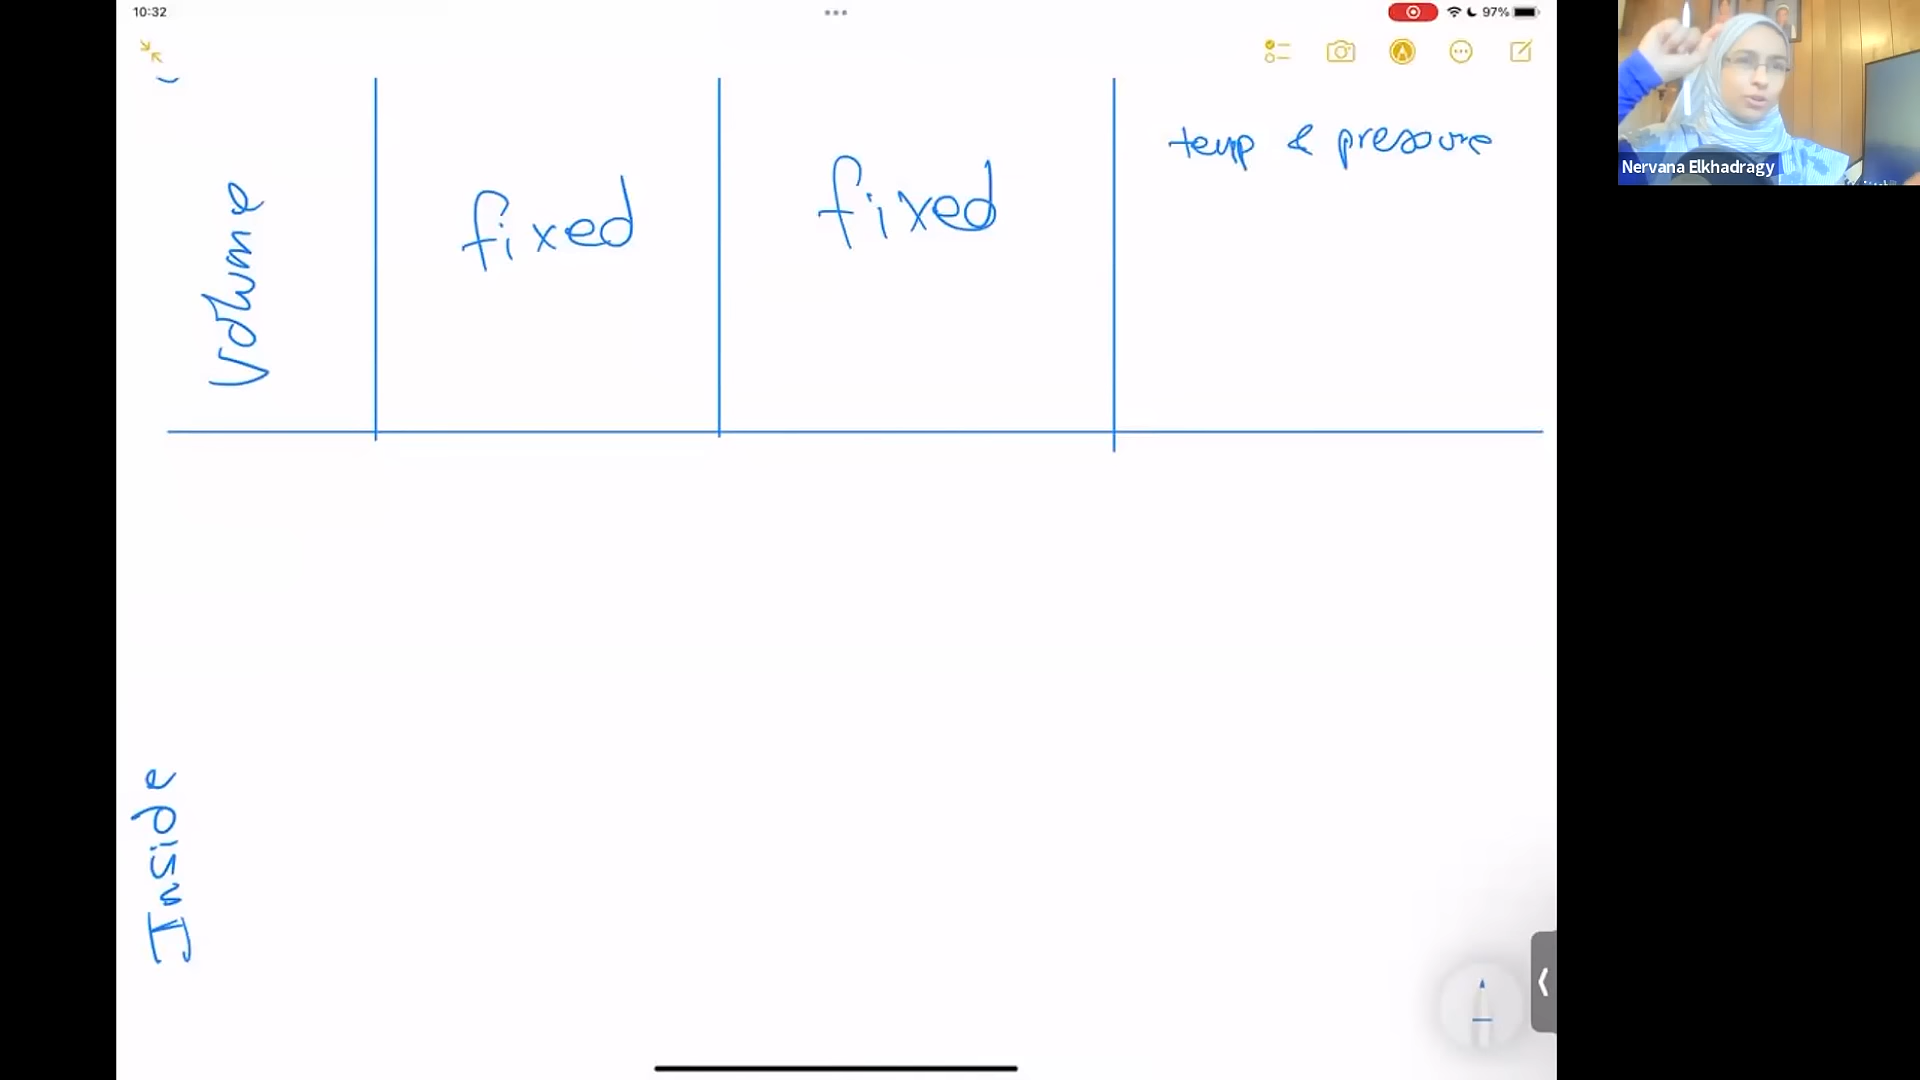 10:32
97%
temp & pressure
Volume
fixed
fixed
Inside
Nervana Elkhadragy